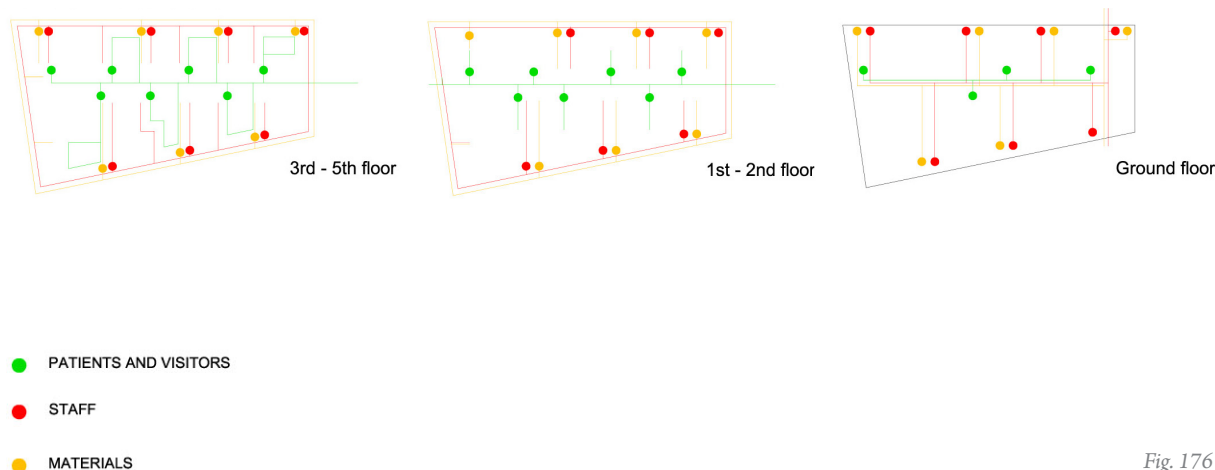 3rd - 5th floor
1st - 2nd floor
Ground floor
PATIENTS AND VISITORS
STAFF
MATERIALS
Fig. 176